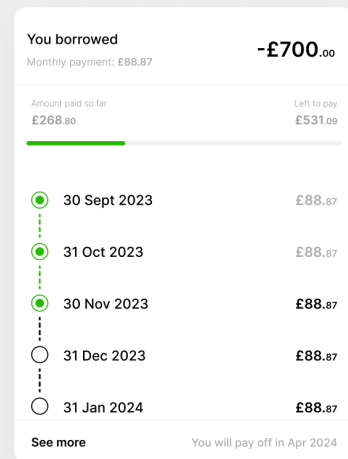 You borrowed
-£700.00
Monthly payment: £88.87
Amount paid so far
Left to pay
£268.80
£531.09
30 Sept 2023 £88.87
31 Oct 2023 £88.87
30 Nov 2023 £88.87
31 Dec 2023 £88.87
31 Jan 2024 £88.87
See more
You will pay off in Apr 2024